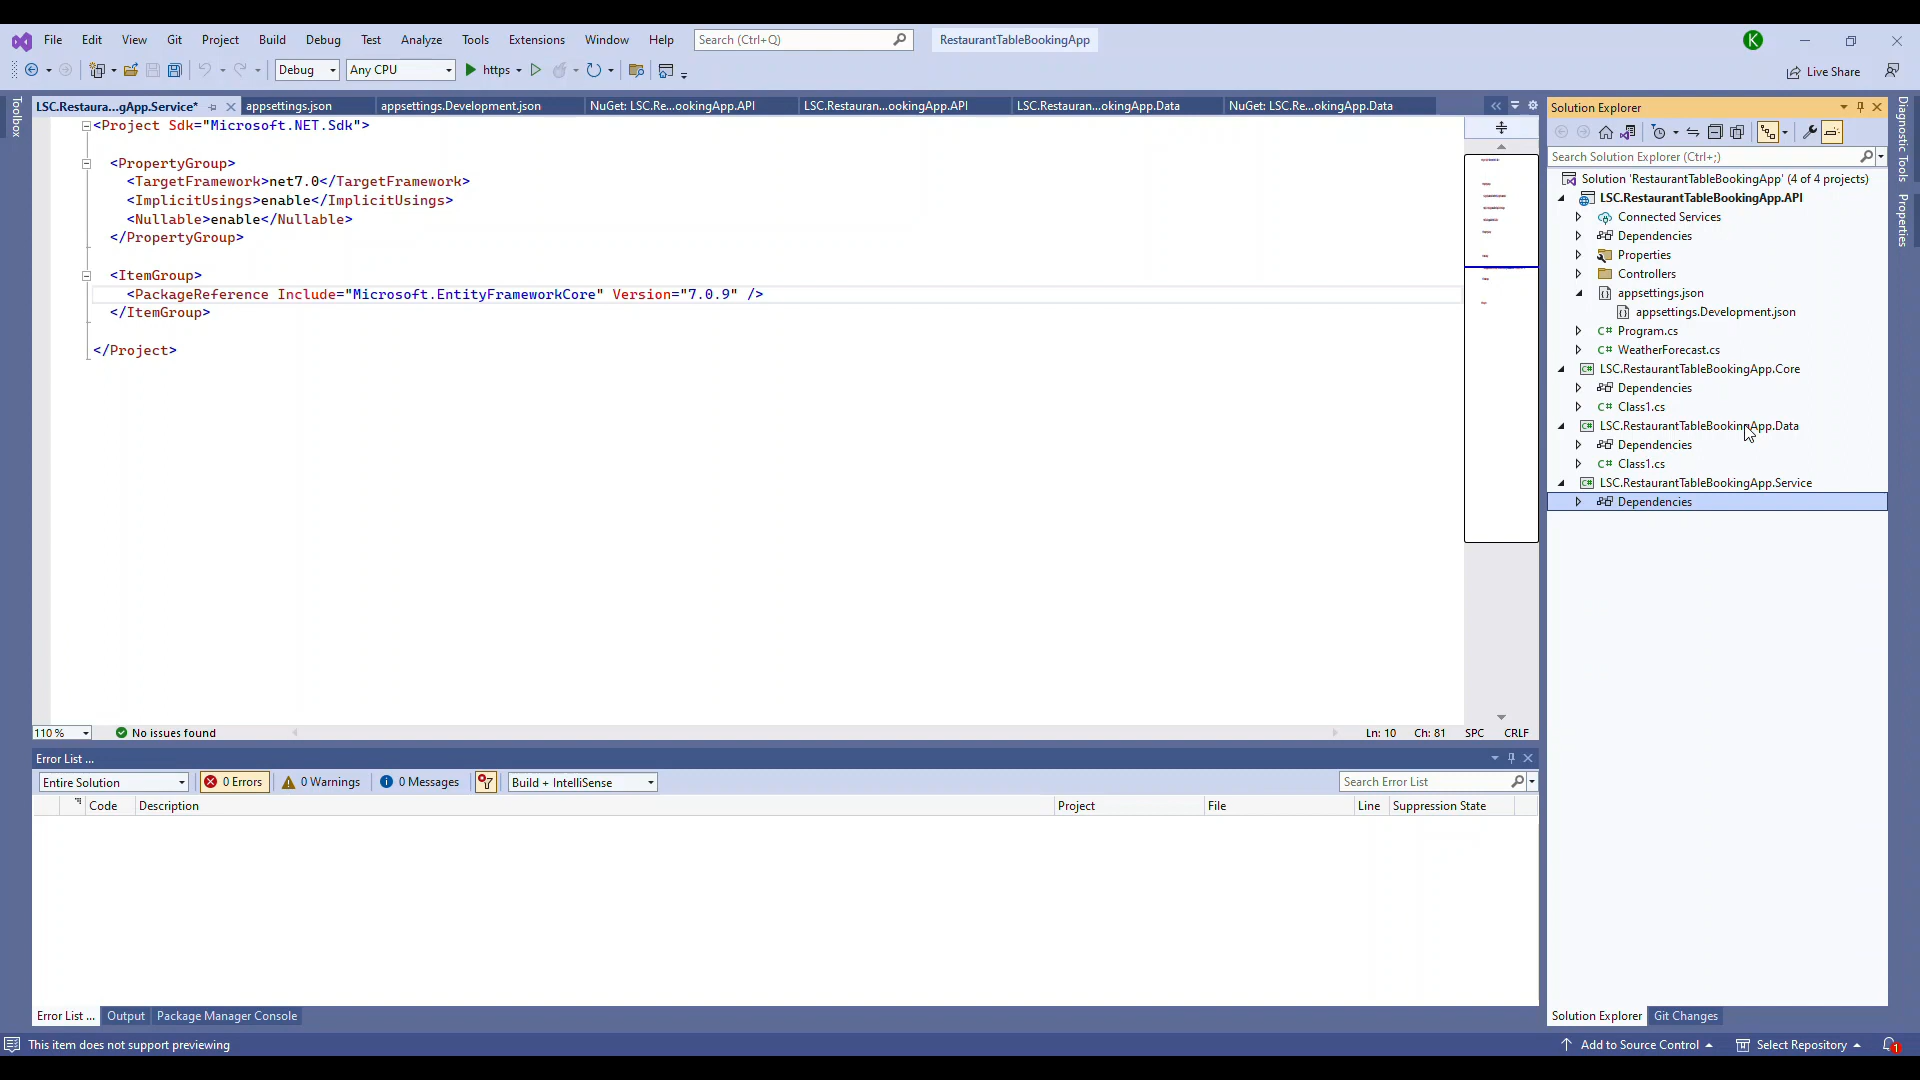 File Edit View Git Project Build Debug Test Analyze Tools Extensions Window Help Search (Ctrl+Q) RestaurantTableBookingApp K
Debug Any CPU https Live Share
LSC.Restaura...gApp.Service* appsettings.json appsettings.Development.json NuGet: LSC.Re...ookingApp.API LSC.Restauran...ookingApp.API LSC.Restauran...okingApp.Data NuGet: LSC.Re...okingApp.Data
Toolbox
<Project Sdk="Microsoft.NET.Sdk">
<PropertyGroup>
<TargetFramework>net7.0</TargetFramework>
<ImplicitUsings>enable</ImplicitUsings>
<Nullable>enable</Nullable>
</PropertyGroup>
<ItemGroup>
<PackageReference Include="Microsoft.EntityFrameworkCore" Version="7.0.9" />
</ItemGroup>
</Project>
110 % No issues found Ln: 10 Ch: 81 SPC CRLF
Error List ...
Entire Solution 0 Errors 0 Warnings 0 Messages Build + IntelliSense Search Error List
Code Description Project File Line Suppression State
Error List ... Output Package Manager Console
Solution Explorer
Search Solution Explorer (Ctrl+;)
Solution 'RestaurantTableBookingApp' (4 of 4 projects)
LSC.RestaurantTableBookingApp.API
Connected Services
Dependencies
Properties
Controllers
appsettings.json
appsettings.Development.json
C# Program.cs
C# WeatherForecast.cs
C# LSC.RestaurantTableBookingApp.Core
Dependencies
C# Class1.cs
C# LSC.RestaurantTableBookingApp.Data
Dependencies
C# Class1.cs
C# LSC.RestaurantTableBookingApp.Service
Dependencies
Solution Explorer Git Changes
Diagnostic Tools
Properties
This item does not support previewing Add to Source Control Select Repository 1